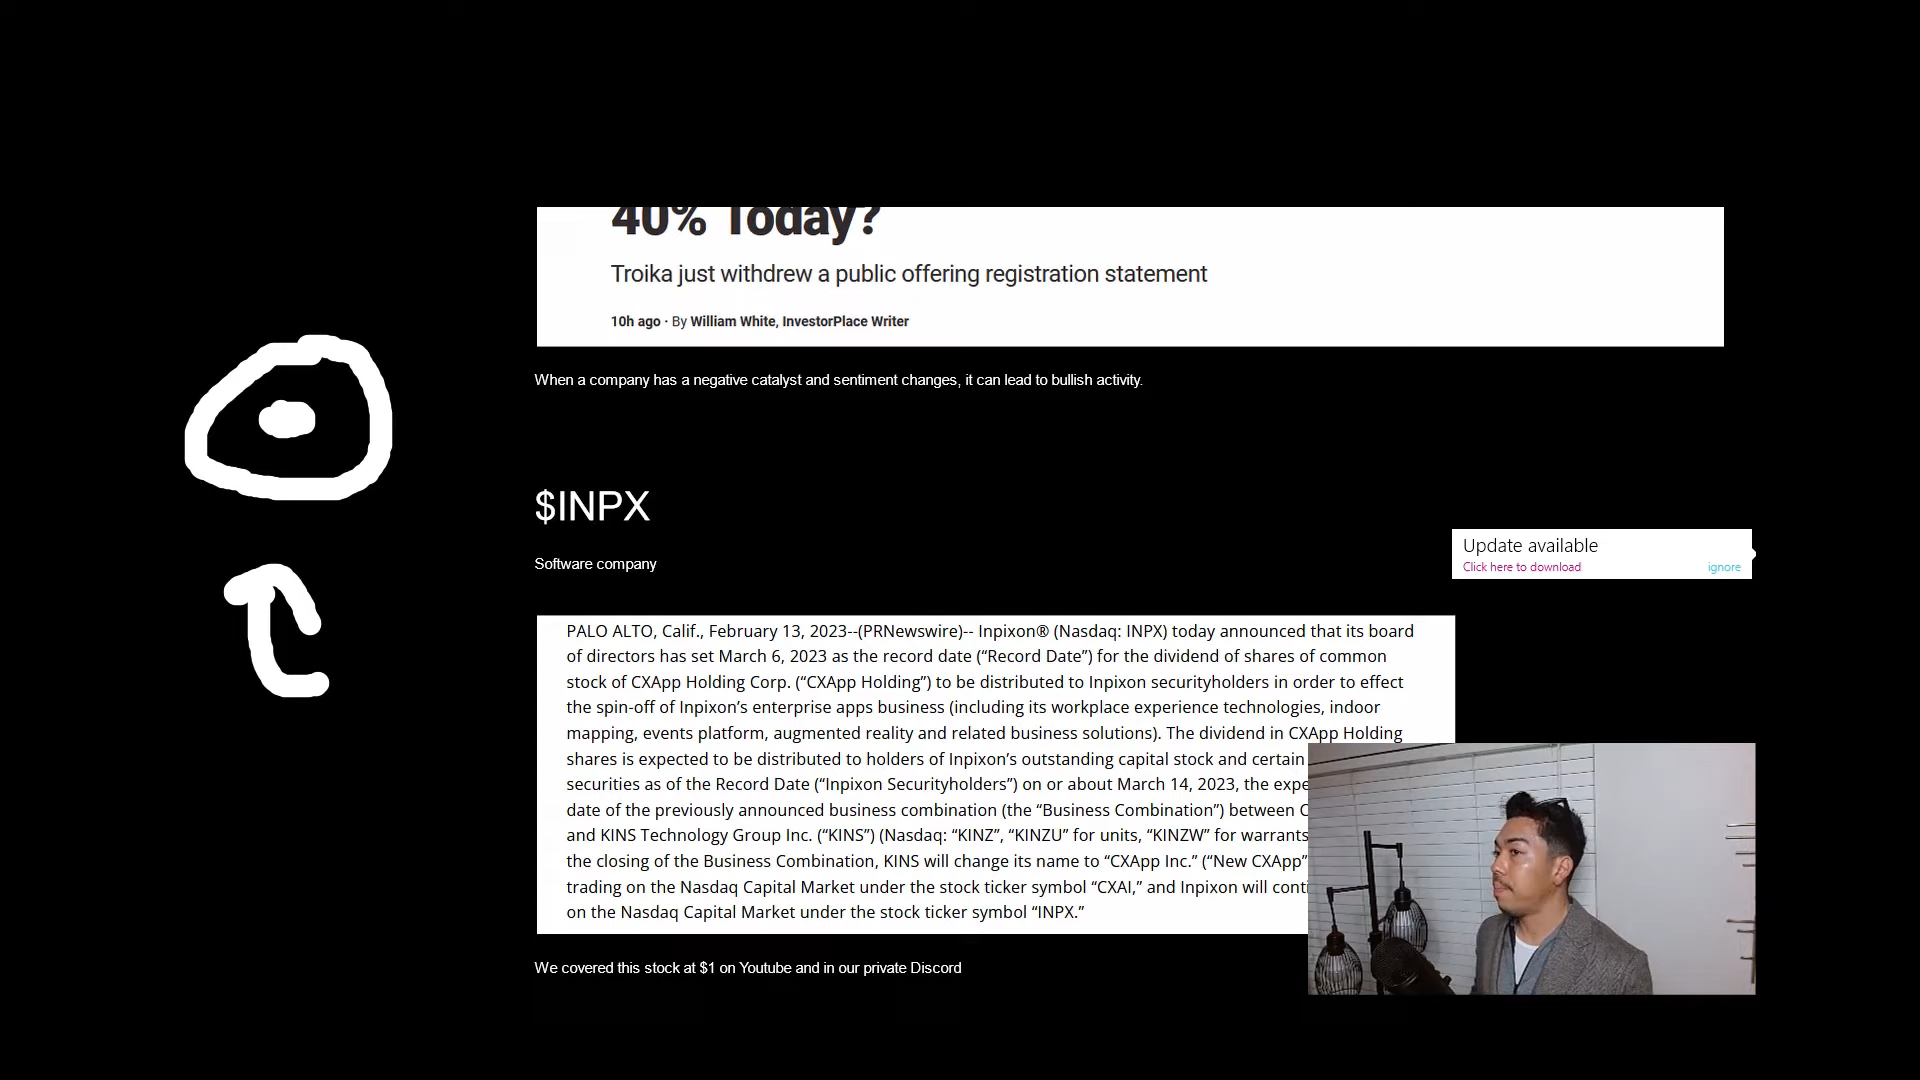 40% Today?
Troika just withdrew a public offering registration statement
10h ago · By William White, InvestorPlace Writer
When a company has a negative catalyst and sentiment changes, it can lead to bullish activity.
$INPX
Software company
Update available
Click here to download ignore
PALO ALTO, Calif., February 13, 2023--(PRNewswire)-- Inpixon® (Nasdaq: INPX) today announced that its board
of directors has set March 6, 2023 as the record date (“Record Date”) for the dividend of shares of common
stock of CXApp Holding Corp. (“CXApp Holding”) to be distributed to Inpixon securityholders in order to effect
the spin-off of Inpixon’s enterprise apps business (including its workplace experience technologies, indoor
mapping, events platform, augmented reality and related business solutions). The dividend in CXApp Holding
shares is expected to be distributed to holders of Inpixon’s outstanding capital stock and certain
securities as of the Record Date (“Inpixon Securityholders”) on or about March 14, 2023, the
date of the previously announced business combination (the “Business Combination”) between
and KINS Technology Group Inc. (“KINS”) (Nasdaq: “KINZ”, “KINZU” for units, “KINZW” for warrants
the closing of the Business Combination, KINS will change its name to “CXApp Inc.” (“New CXApp”
trading on the Nasdaq Capital Market under the stock ticker symbol “CXAI,” and Inpixon will
on the Nasdaq Capital Market under the stock ticker symbol “INPX.”
We covered this stock at $1 on Youtube and in our private Discord